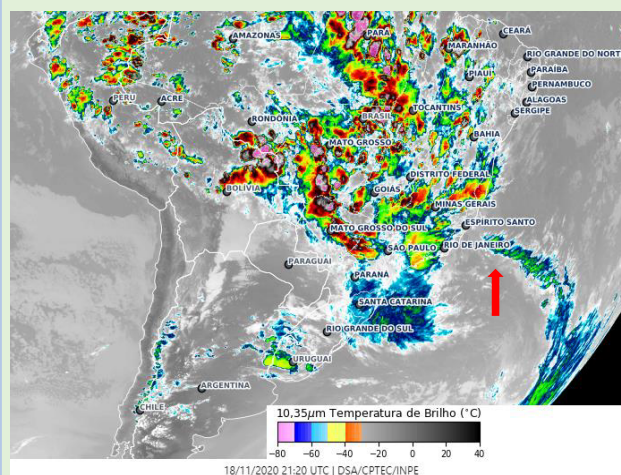 PARÁ
CEARÁ
AMAZONAS
MARANHÃO
RIO GRANDE DO NORT
PIAUÍ
PARAÍBA
PERNAMBUCO
PERU
ACRE
ALAGOAS
TOCANTINS
SERGIPE
BRASIL
RONDÔNIA
BAHIA
MATO GROSSO
DISTRITO FEDERAL
BOLÍVIA
GOIÁS
MINAS GERAIS
ESPÍRITO SANTO
MATO GROSSO DO SUL
RIO DE JANEIRO
SÃO PAULO
PARAGUAI
PARANÁ
SANTA CATARINA
RIO GRANDE DO SUL
URUGUAI
ARGENTINA
CHILE
10,35µm Temperatura de Brilho (°C)
−80 −60 −40 −20 0 20 40
18/11/2020 21:20 UTC | DSA/CPTEC/INPE